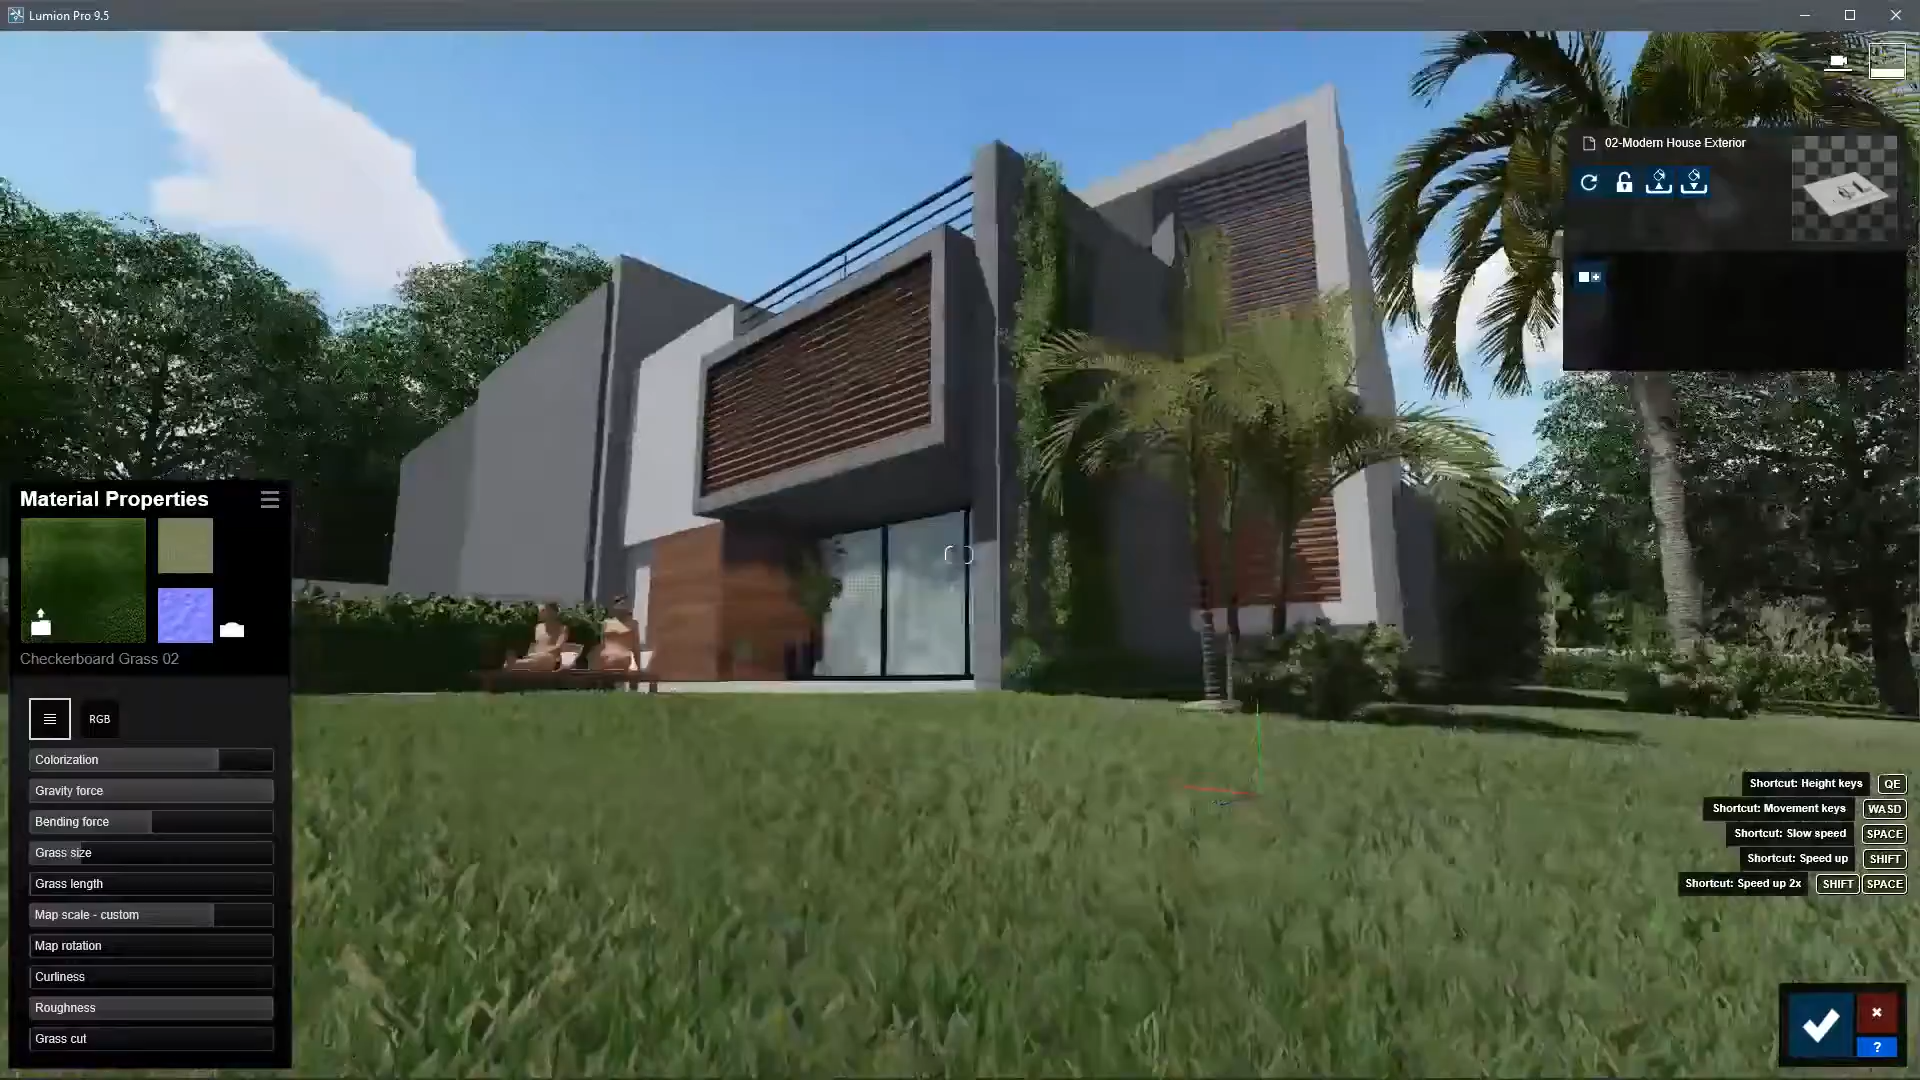 Lumion Pro 9.5
02-Modern House Exterior
Material Properties
Checkerboard Grass 02
RGB
Colorization
Gravity force
Bending force
Grass size
Grass length
Map scale - custom
Map rotation
Curliness
Roughness
Grass cut
Shortcut: Height keys QE
Shortcut: Movement keys WASD
Shortcut: Slow speed SPACE
Shortcut: Speed up SHIFT
Shortcut: Speed up 2x SHIFT SPACE
?